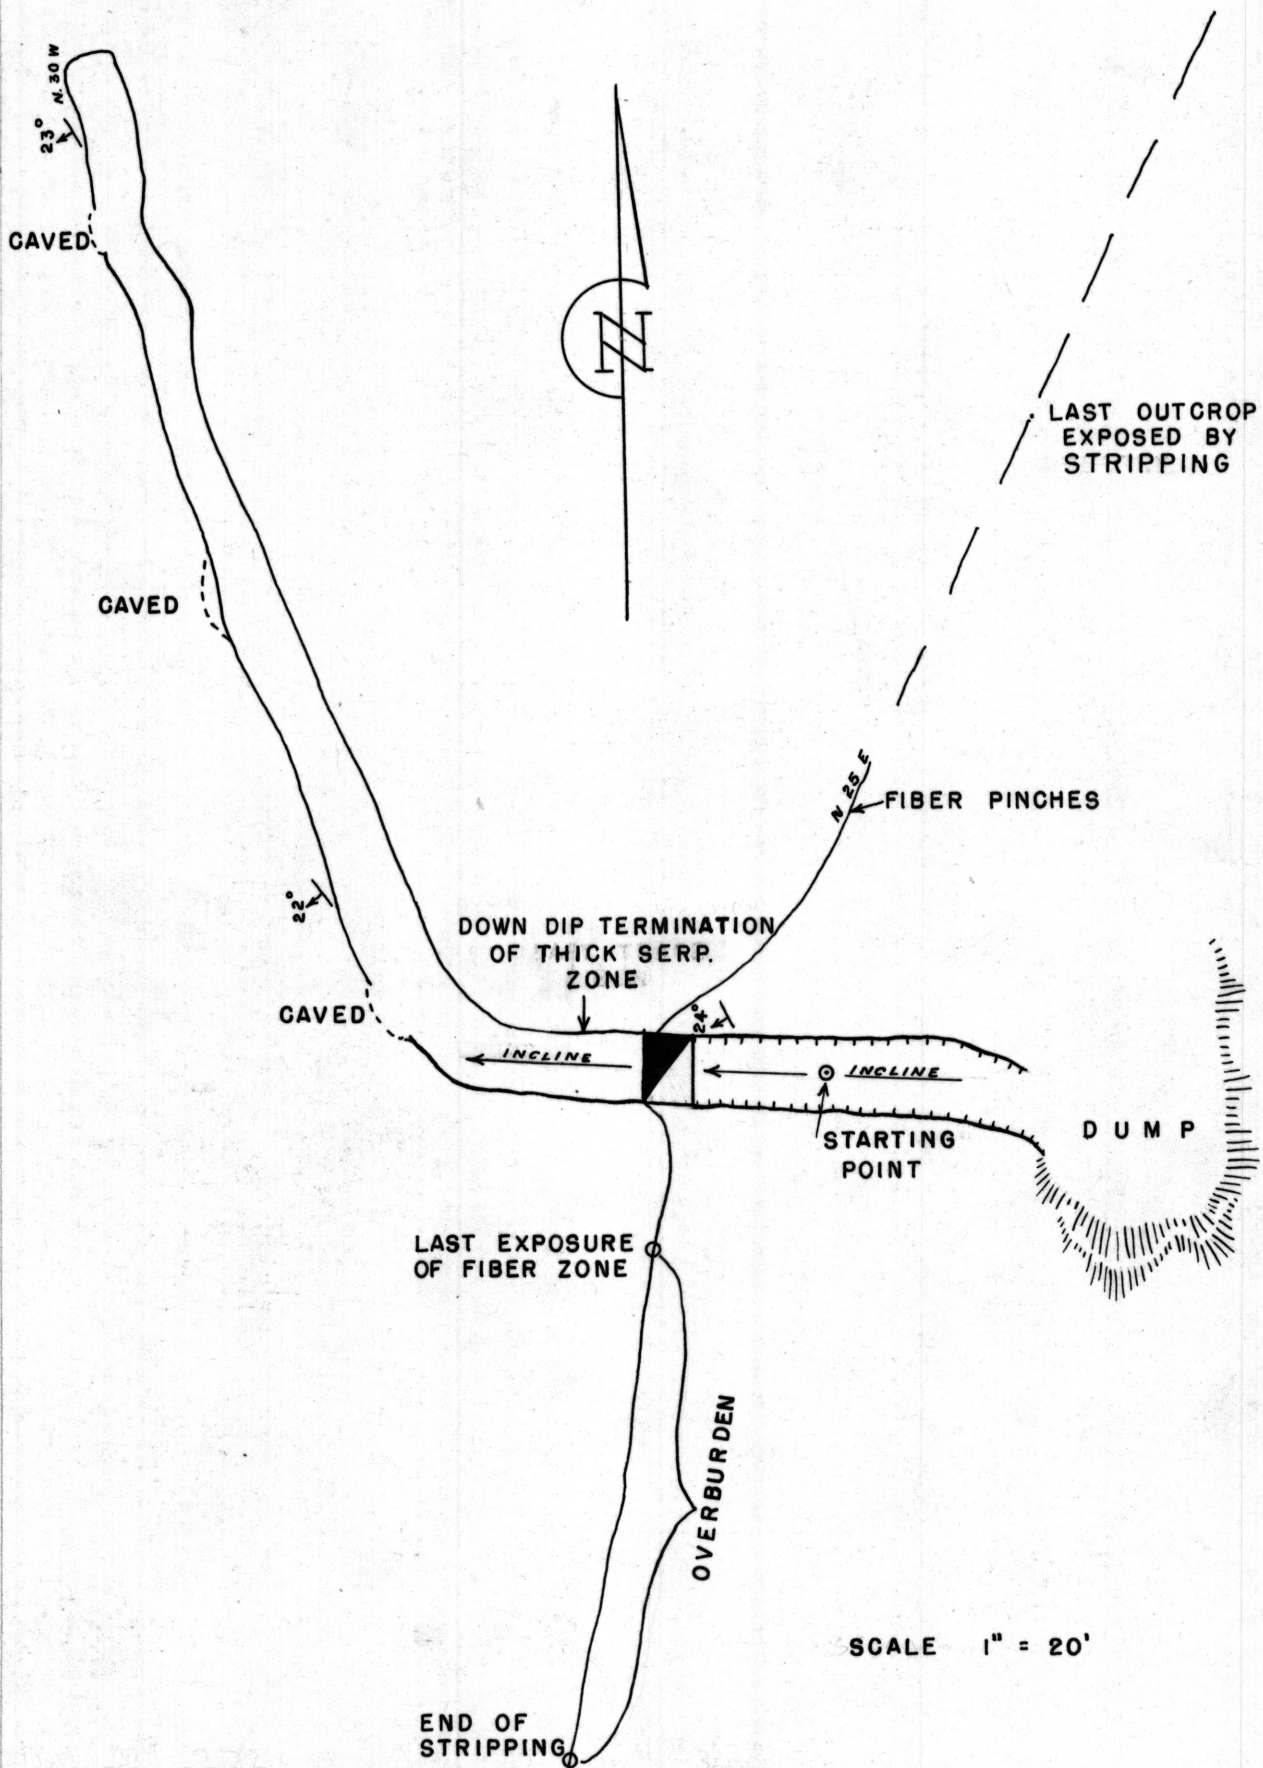 N. 30 W
23°
CAVED
N
LAST OUTCROP
EXPOSED BY
STRIPPING
CAVED
N 25 E
FIBER PINCHES
22°
DOWN DIP TERMINATION
OF THICK SERP.
ZONE
CAVED
24°
INCLINE
INCLINE
STARTING
POINT
DUMP
LAST EXPOSURE
OF FIBER ZONE
OVERBURDEN
SCALE 1" = 20'
END OF
STRIPPING